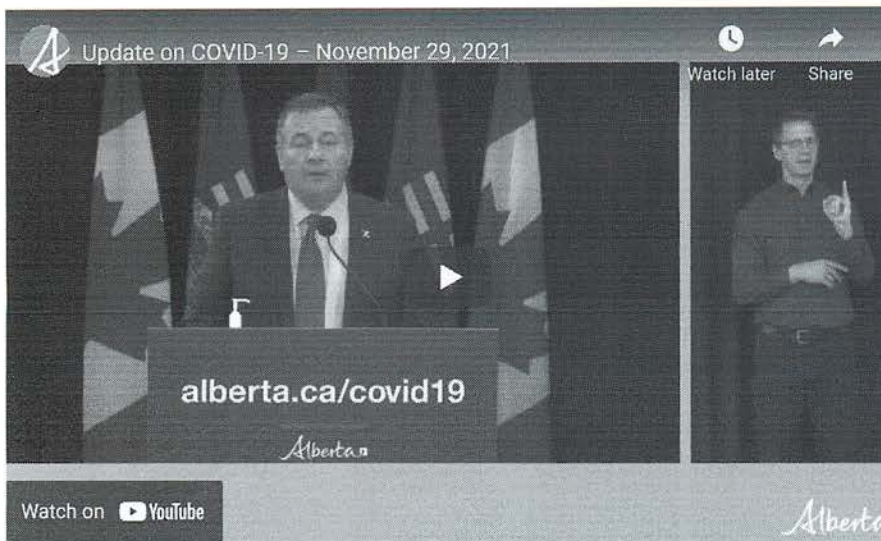 Update on COVID-19 – November 29, 2021
Watch later
Share
alberta.ca/covid19
Alberta
Watch on YouTube
Alberta